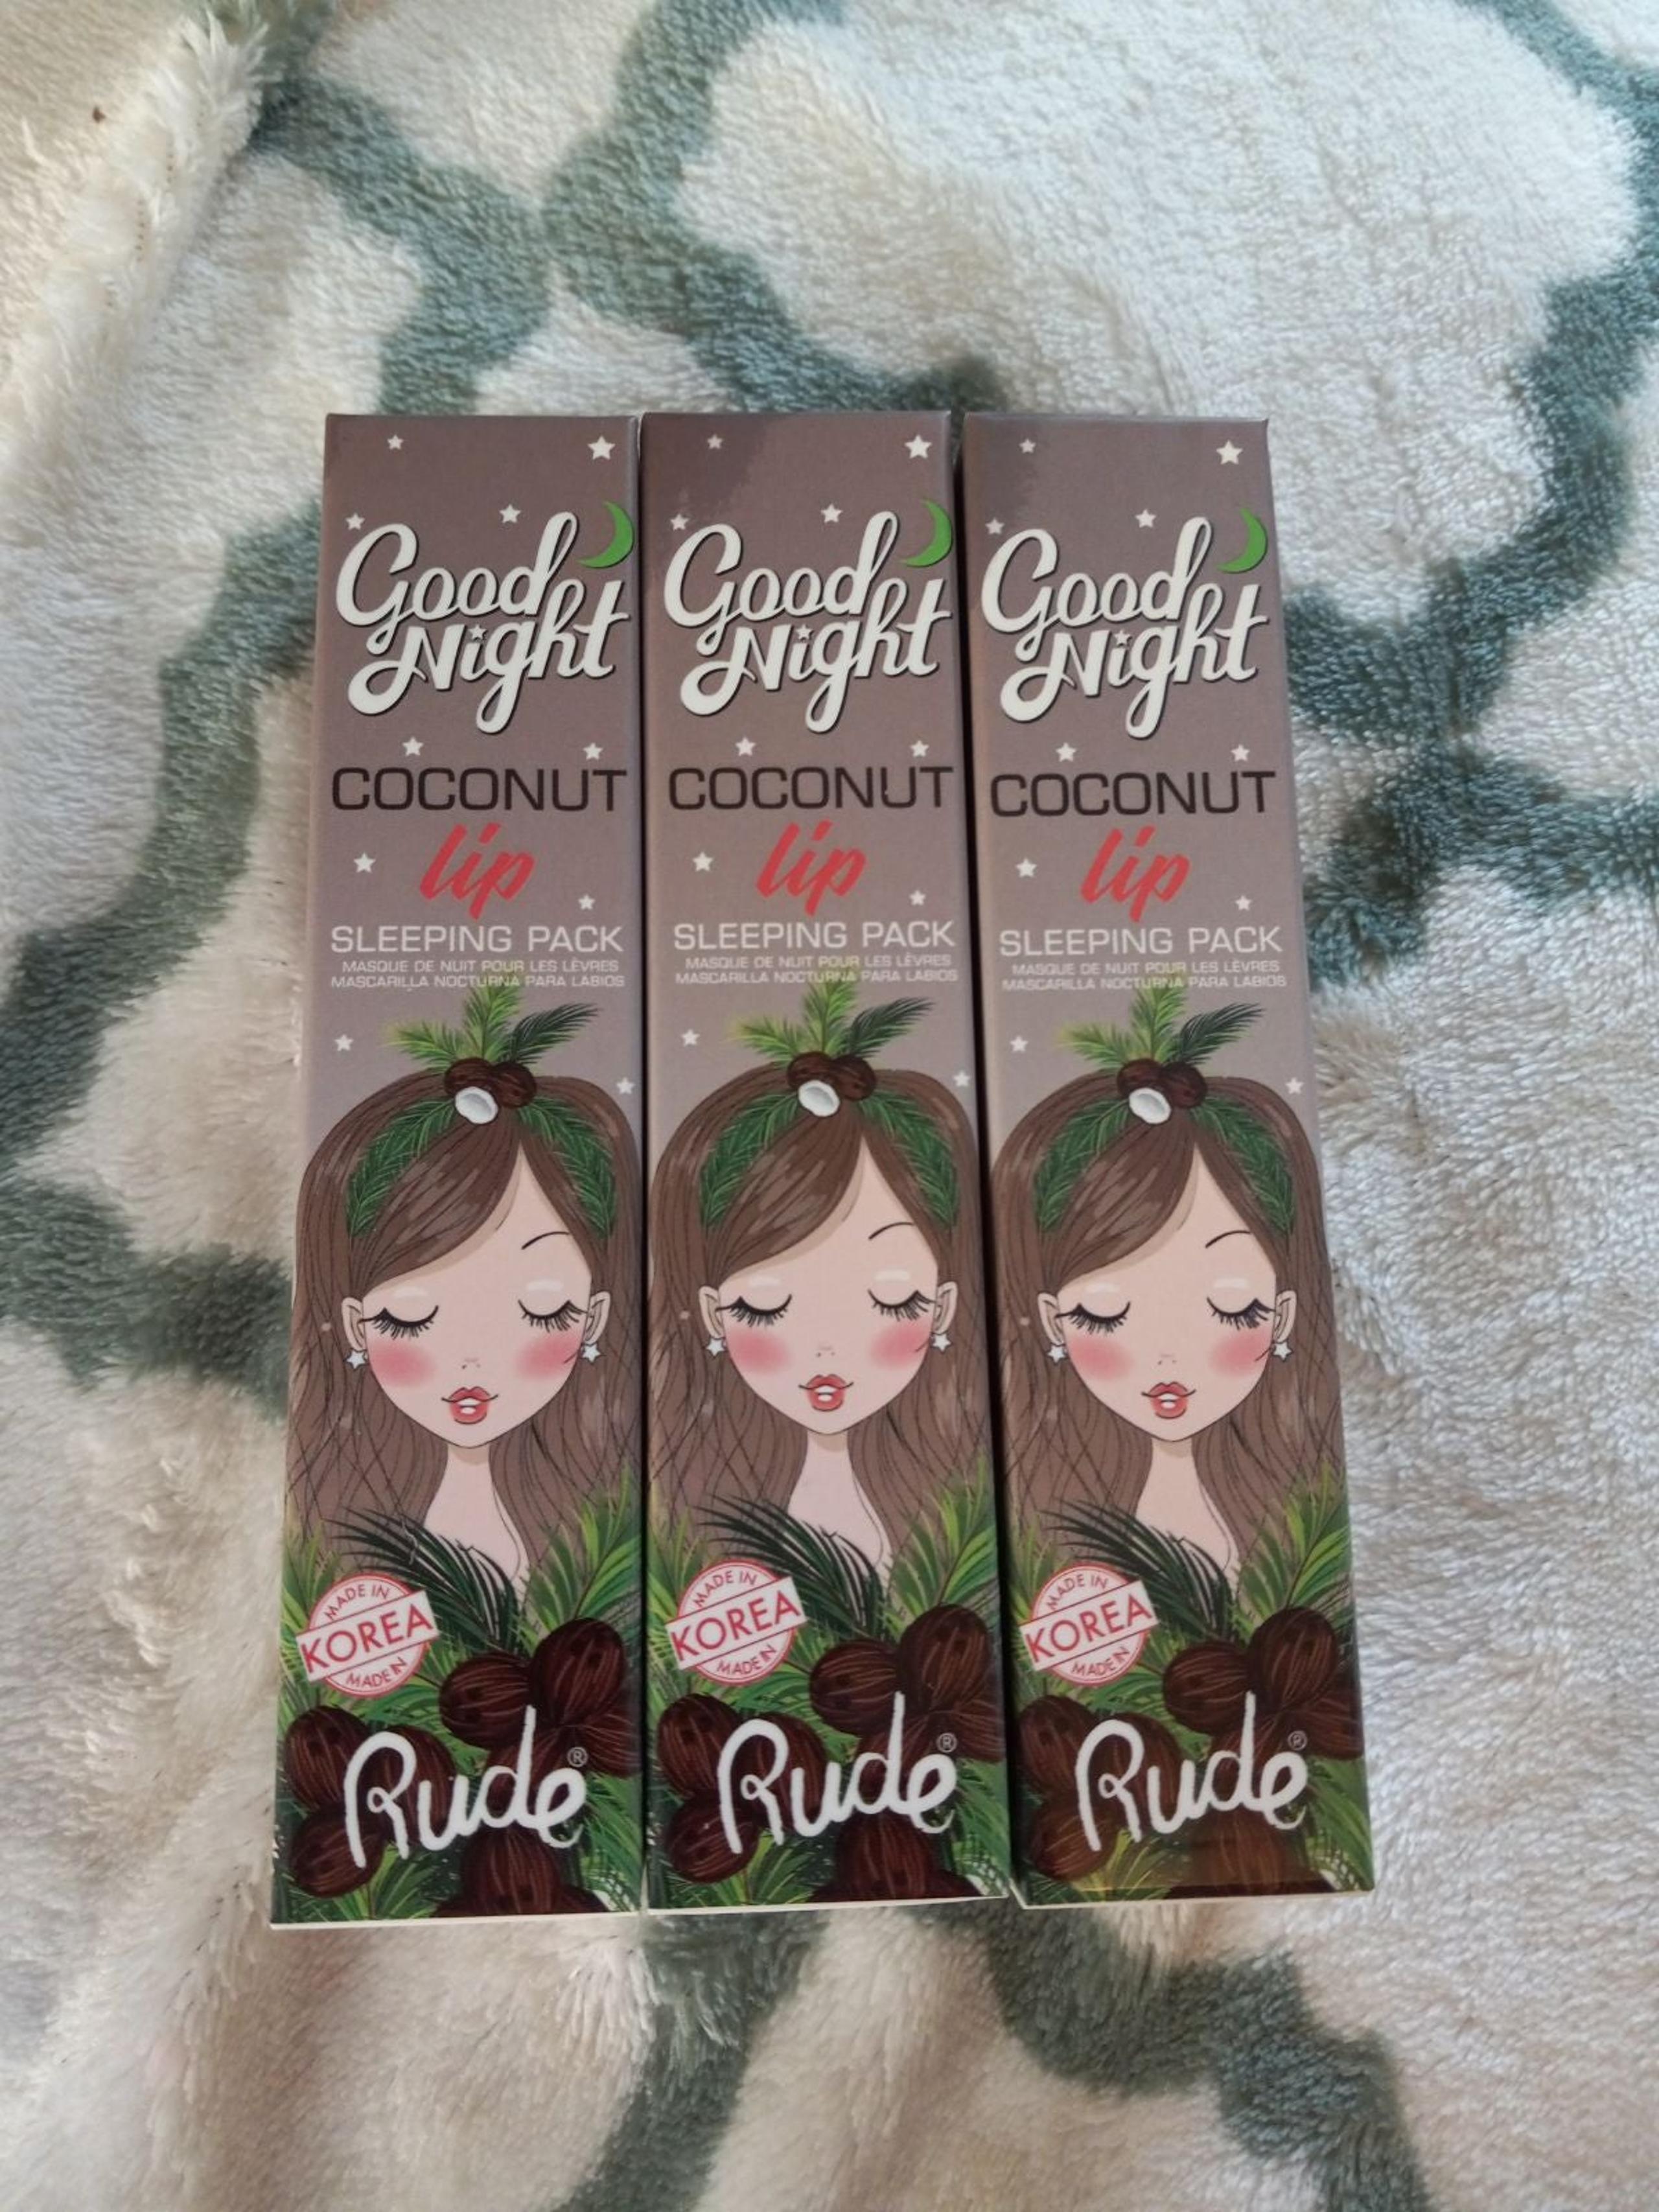 Good
Night
COCONUT
lip
SLEEPING PACK
MASQUE DE NUIT POUR LES LÈVRES
MASCARILLA NOCTURNA PARA LABIOS
MADE IN
KOREA
MADE IN
Rude®
Good
Night
COCONUT
lip
SLEEPING PACK
MASQUE DE NUIT POUR LES LÈVRES
MASCARILLA NOCTURNA PARA LABIOS
MADE IN
KOREA
MADE IN
Rude®
Good
Night
COCONUT
lip
SLEEPING PACK
MASQUE DE NUIT POUR LES LÈVRES
MASCARILLA NOCTURNA PARA LABIOS
MADE IN
KOREA
MADE IN
Rude®